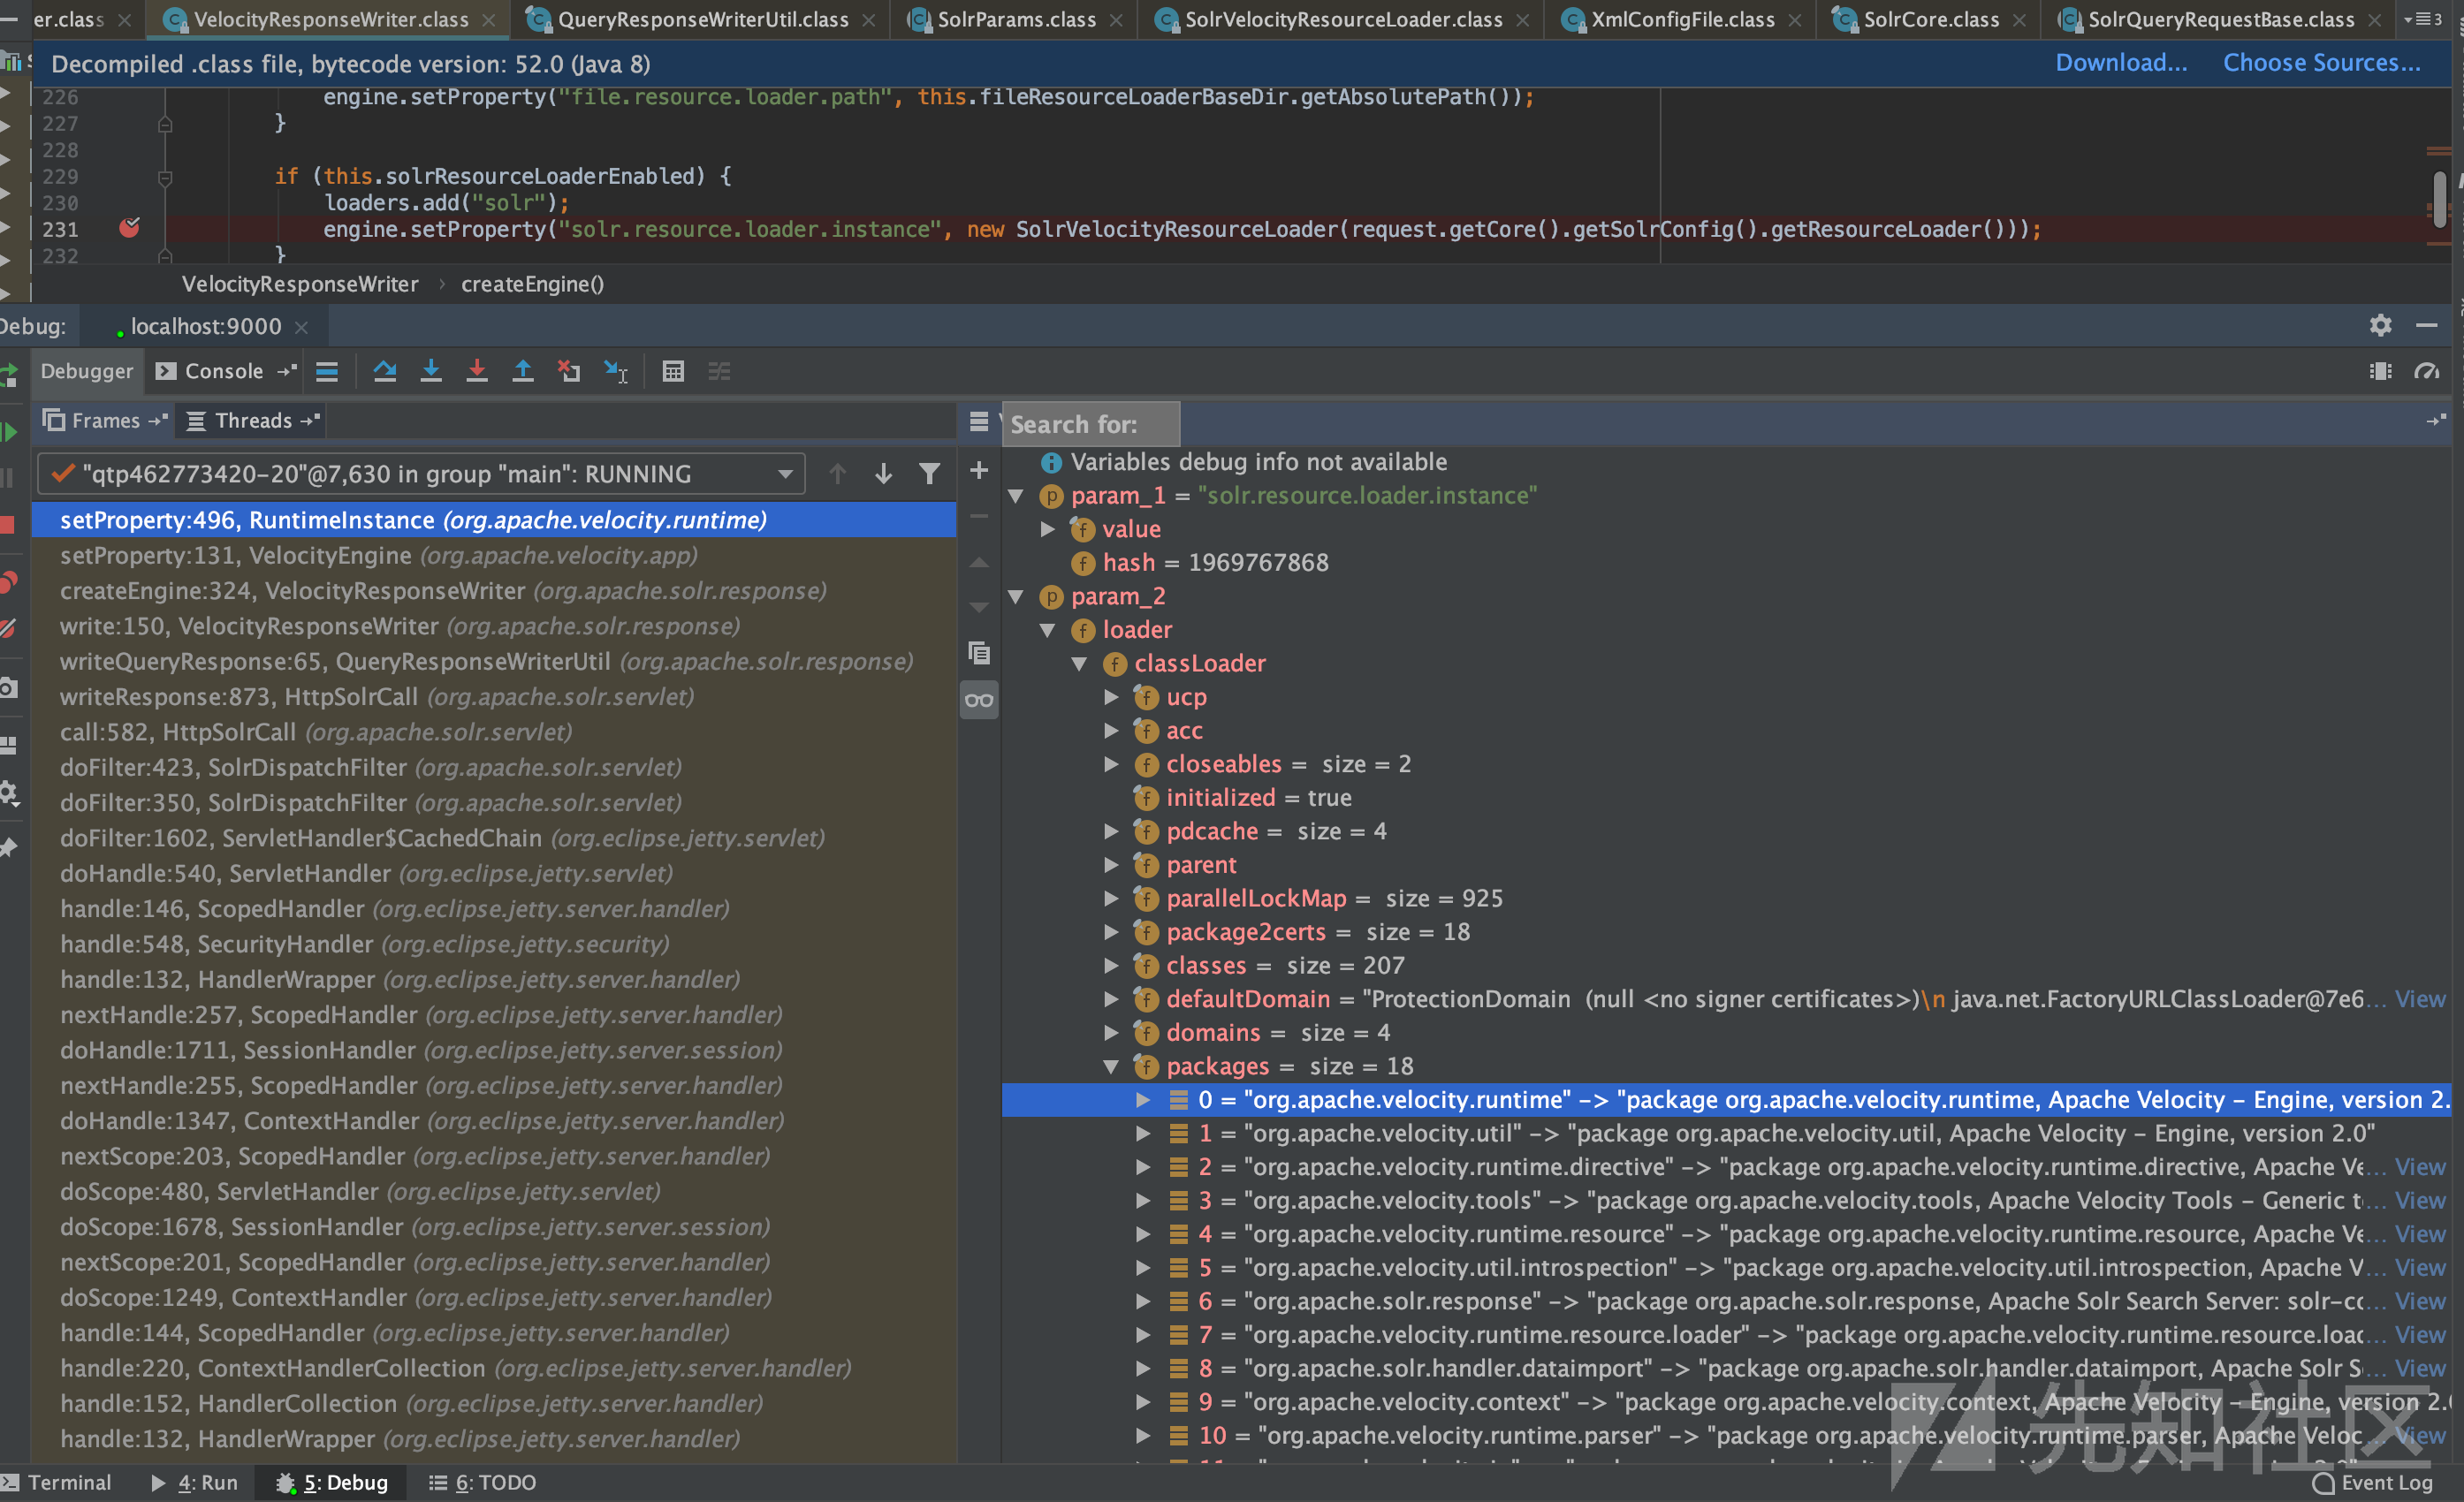 er.class VelocityResponseWriter.class QueryResponseWriterUtil.class SolrParams.class SolrVelocityResourceLoader.class XmlConfigFile.class SolrCore.class SolrQueryRequestBase.class 3
Decompiled .class file, bytecode version: 52.0 (Java 8) Download... Choose Sources...
226 engine.setProperty("file.resource.loader.path", this.fileResourceLoaderBaseDir.getAbsolutePath());
227 }
228
229 if (this.solrResourceLoaderEnabled) {
230 loaders.add("solr");
231 engine.setProperty("solr.resource.loader.instance", new SolrVelocityResourceLoader(request.getCore().getSolrConfig().getResourceLoader()));
232 }
VelocityResponseWriter › createEngine()
Debug: localhost:9000
Debugger Console
Frames Threads
Search for:
"qtp462773420-20"@7,630 in group "main": RUNNING
setProperty:496, RuntimeInstance (org.apache.velocity.runtime)
setProperty:131, VelocityEngine (org.apache.velocity.app)
createEngine:324, VelocityResponseWriter (org.apache.solr.response)
write:150, VelocityResponseWriter (org.apache.solr.response)
writeQueryResponse:65, QueryResponseWriterUtil (org.apache.solr.response)
writeResponse:873, HttpSolrCall (org.apache.solr.servlet)
call:582, HttpSolrCall (org.apache.solr.servlet)
doFilter:423, SolrDispatchFilter (org.apache.solr.servlet)
doFilter:350, SolrDispatchFilter (org.apache.solr.servlet)
doFilter:1602, ServletHandler$CachedChain (org.eclipse.jetty.servlet)
doHandle:540, ServletHandler (org.eclipse.jetty.servlet)
handle:146, ScopedHandler (org.eclipse.jetty.server.handler)
handle:548, SecurityHandler (org.eclipse.jetty.security)
handle:132, HandlerWrapper (org.eclipse.jetty.server.handler)
nextHandle:257, ScopedHandler (org.eclipse.jetty.server.handler)
doHandle:1711, SessionHandler (org.eclipse.jetty.server.session)
nextHandle:255, ScopedHandler (org.eclipse.jetty.server.handler)
doHandle:1347, ContextHandler (org.eclipse.jetty.server.handler)
nextScope:203, ScopedHandler (org.eclipse.jetty.server.handler)
doScope:480, ServletHandler (org.eclipse.jetty.servlet)
doScope:1678, SessionHandler (org.eclipse.jetty.server.session)
nextScope:201, ScopedHandler (org.eclipse.jetty.server.handler)
doScope:1249, ContextHandler (org.eclipse.jetty.server.handler)
handle:144, ScopedHandler (org.eclipse.jetty.server.handler)
handle:220, ContextHandlerCollection (org.eclipse.jetty.server.handler)
handle:152, HandlerCollection (org.eclipse.jetty.server.handler)
handle:132, HandlerWrapper (org.eclipse.jetty.server.handler)
Variables debug info not available
param_1 = "solr.resource.loader.instance"
value
hash = 1969767868
param_2
loader
classLoader
ucp
acc
closeables = size = 2
initialized = true
pdcache = size = 4
parent
parallelLockMap = size = 925
package2certs = size = 18
classes = size = 207
defaultDomain = "ProtectionDomain (null <no signer certificates>)\n java.net.FactoryURLClassLoader@7e6... View
domains = size = 4
packages = size = 18
0 = "org.apache.velocity.runtime" -> "package org.apache.velocity.runtime, Apache Velocity - Engine, version 2.
1 = "org.apache.velocity.util" -> "package org.apache.velocity.util, Apache Velocity - Engine, version 2.0"
2 = "org.apache.velocity.runtime.directive" -> "package org.apache.velocity.runtime.directive, Apache Ve... View
3 = "org.apache.velocity.tools" -> "package org.apache.velocity.tools, Apache Velocity Tools - Generic t... View
4 = "org.apache.velocity.runtime.resource" -> "package org.apache.velocity.runtime.resource, Apache Ve... View
5 = "org.apache.velocity.util.introspection" -> "package org.apache.velocity.util.introspection, Apache V... View
6 = "org.apache.solr.response" -> "package org.apache.solr.response, Apache Solr Search Server: solr-co... View
7 = "org.apache.velocity.runtime.resource.loader" -> "package org.apache.velocity.runtime.resource.load... View
8 = "org.apache.solr.handler.dataimport" -> "package org.apache.solr.handler.dataimport, Apache Solr S... View
9 = "org.apache.velocity.context" -> "package org.apache.velocity.context, Apache Velocity - Engine, version 2.0
10 = "org.apache.velocity.runtime.parser" -> "package org.apache.velocity.runtime.parser, Apache Veloc... View
先知社区
Terminal 4: Run 5: Debug 6: TODO Event Log